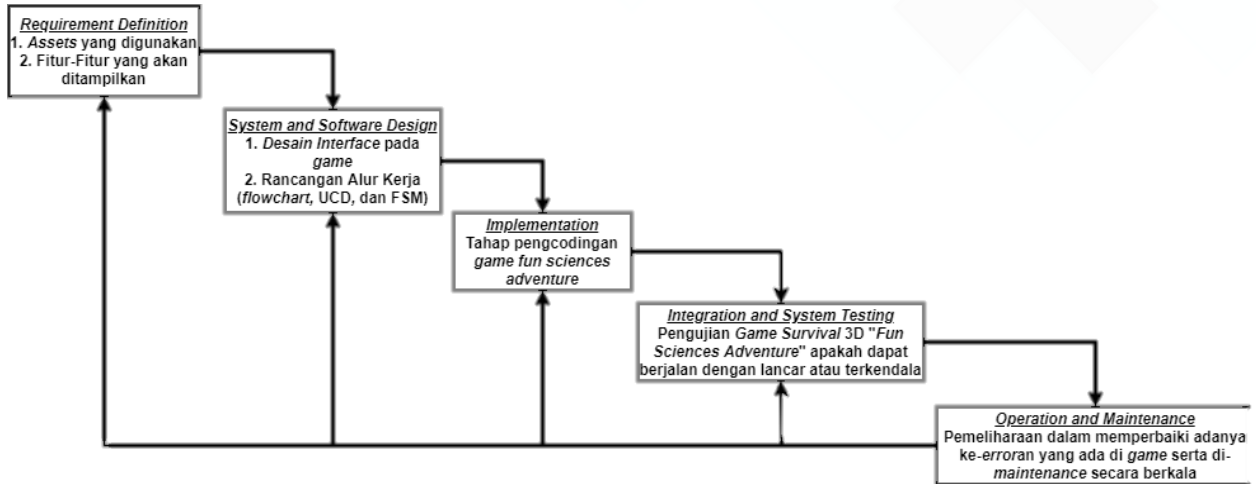 Requirement Definition
1. Assets yang digunakan
2. Fitur-Fitur yang akan
ditampilkan
System and Software Design
1. Desain Interface pada
game
2. Rancangan Alur Kerja
(flowchart, UCD, dan FSM)
Implementation
Tahap pengcodingan
game fun sciences
adventure
Integration and System Testing
Pengujian Game Survival 3D "Fun
Sciences Adventure" apakah dapat
berjalan dengan lancar atau terkendala
Operation and Maintenance
Pemeliharaan dalam memperbaiki adanya
ke-erroran yang ada di game serta di-
maintenance secara berkala